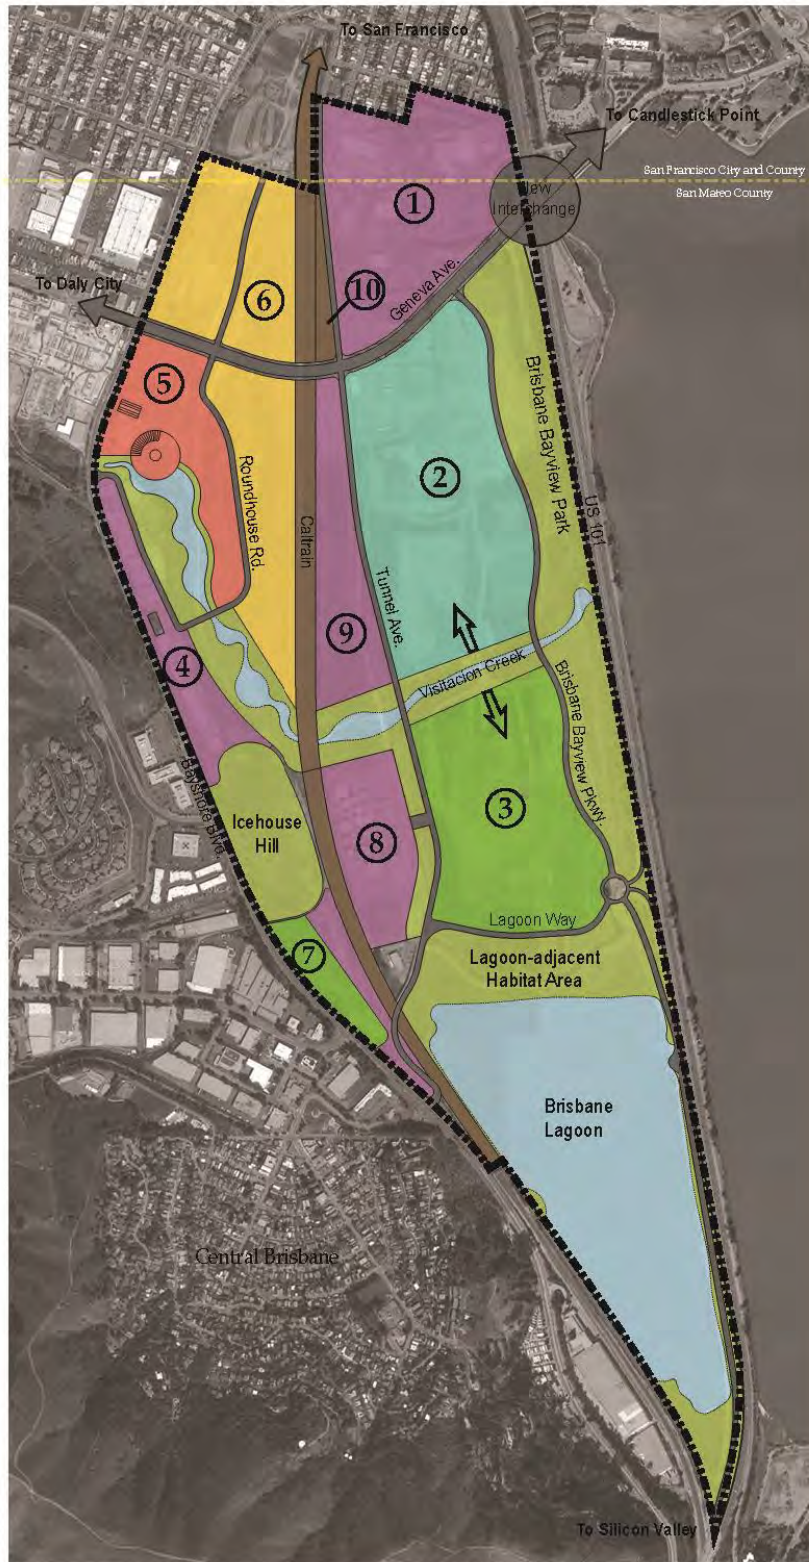 To San Francisco
To Candlestick Point
San Francisco City and County
San Mateo County
New
Interchange
1
To Daly City
6
10
Geneva Ave.
5
Brisbane Bayview Park
2
Roundhouse Rd.
US 101
Caltrain
Tunnel Ave.
9
4
Visitacion Creek
Brisbane Bayview Pkwy.
Bayshore Blvd
Icehouse
Hill
3
8
Lagoon Way
7
Lagoon-adjacent
Habitat Area
Brisbane
Lagoon
Central Brisbane
To Silicon Valley